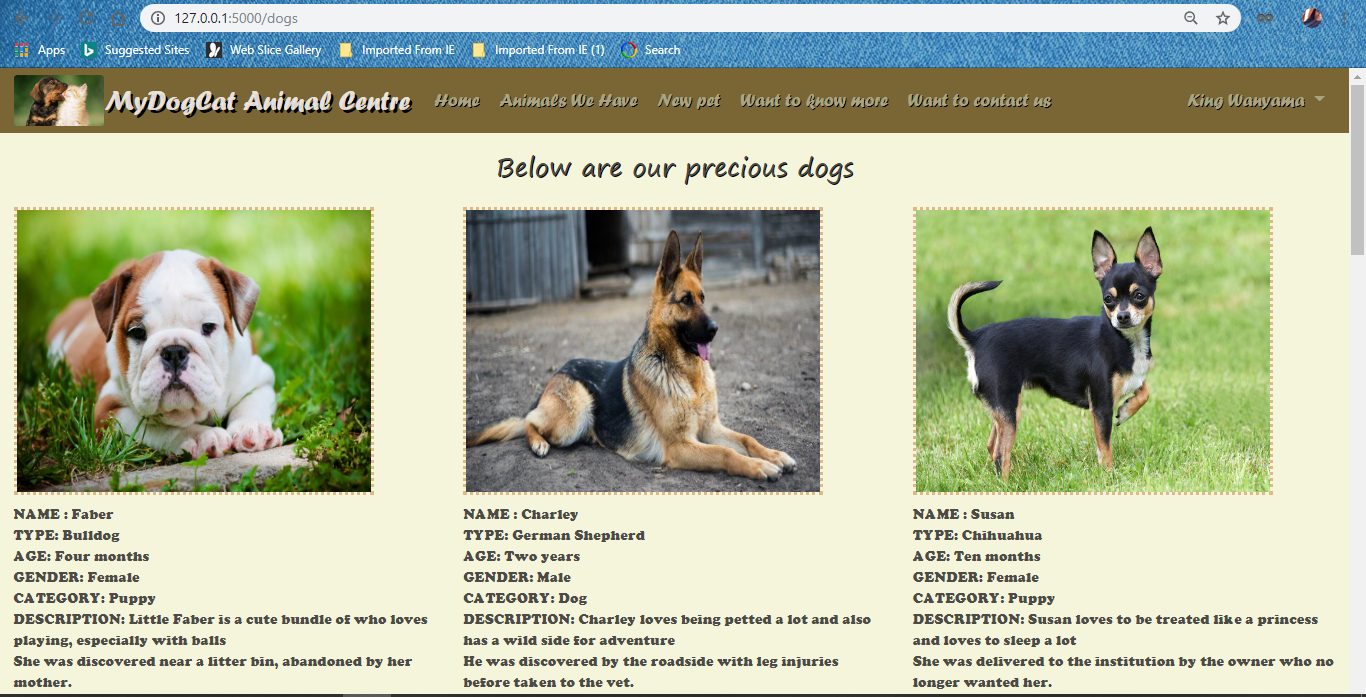 127.0.0.1:5000/dogs
Apps Suggested Sites Web Slice Gallery Imported From IE Imported From IE (1) Search
MyDogCat Animal Centre Home Animals We Have New pet Want to know more Want to contact us King Wanyama
Below are our precious dogs
NAME : Faber
TYPE: Bulldog
AGE: Four months
GENDER: Female
CATEGORY: Puppy
DESCRIPTION: Little Faber is a cute bundle of who loves
playing, especially with balls
She was discovered near a litter bin, abandoned by her
mother.
NAME : Charley
TYPE: German Shepherd
AGE: Two years
GENDER: Male
CATEGORY: Dog
DESCRIPTION: Charley loves being petted a lot and also
has a wild side for adventure
He was discovered by the roadside with leg injuries
before taken to the vet.
NAME : Susan
TYPE: Chihuahua
AGE: Ten months
GENDER: Female
CATEGORY: Puppy
DESCRIPTION: Susan loves to be treated like a princess
and loves to sleep a lot
She was delivered to the institution by the owner who no
longer wanted her.